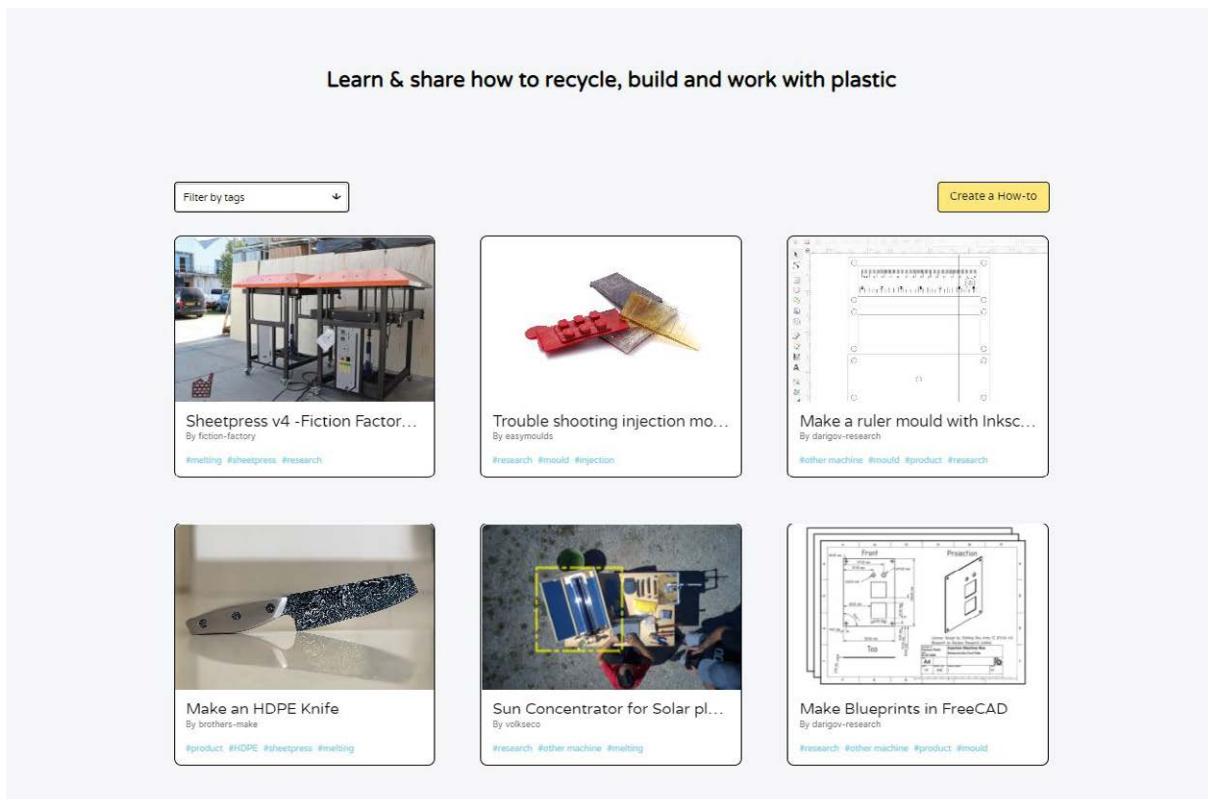 Learn & share how to recycle, build and work with plastic
Filter by tags
Create a How-to
Sheetpress v4 -Fiction Factor...
By fiction-factory
#melting #sheetpress #research
Trouble shooting injection mo...
By easymoulds
#research #mould #injection
Make a ruler mould with Inksc...
By darigov-research
#other machine #mould #product #research
Front
Projection
Top
A4
Make an HDPE Knife
By brothers-make
#product #HDPE #sheetpress #melting
Sun Concentrator for Solar pl...
By volkseco
#research #other machine #melting
Make Blueprints in FreeCAD
By darigov-research
#research #other machine #product #mould